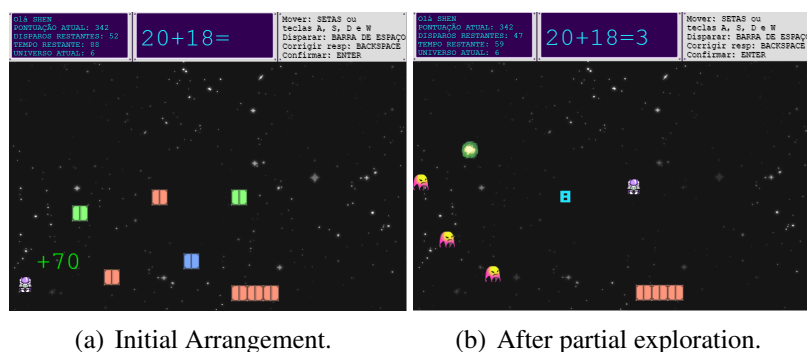 Olá SHEN
PONTUAÇÃO ATUAL: 342
DISPAROS RESTANTES: 52
TEMPO RESTANTE: 88
UNIVERSO ATUAL: 6
20+18=
Mover: SETAS ou
teclas A, S, D e W
Disparar: BARRA DE ESPAÇO
Corrigir resp: BACKSPACE
Confirmar: ENTER
+70
(a) Initial Arrangement.
Olá SHEN
PONTUAÇÃO ATUAL: 342
DISPAROS RESTANTES: 47
TEMPO RESTANTE: 59
UNIVERSO ATUAL: 6
20+18=3
Mover: SETAS ou
teclas A, S, D e W
Disparar: BARRA DE ESPAÇO
Corrigir resp: BACKSPACE
Confirmar: ENTER
8
(b) After partial exploration.